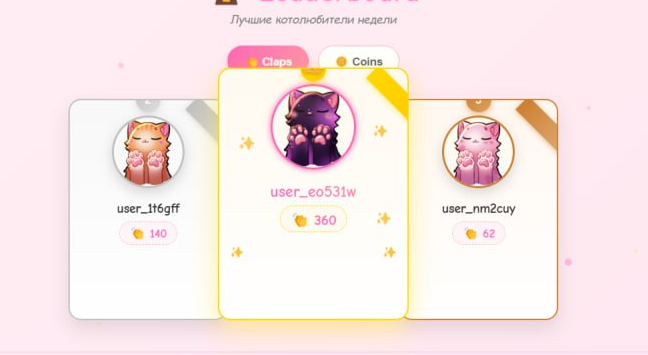 Лучшие котолюбители недели
Claps
Coins
user_1t6gff
140
user_eo531w
360
user_nm2cuy
62